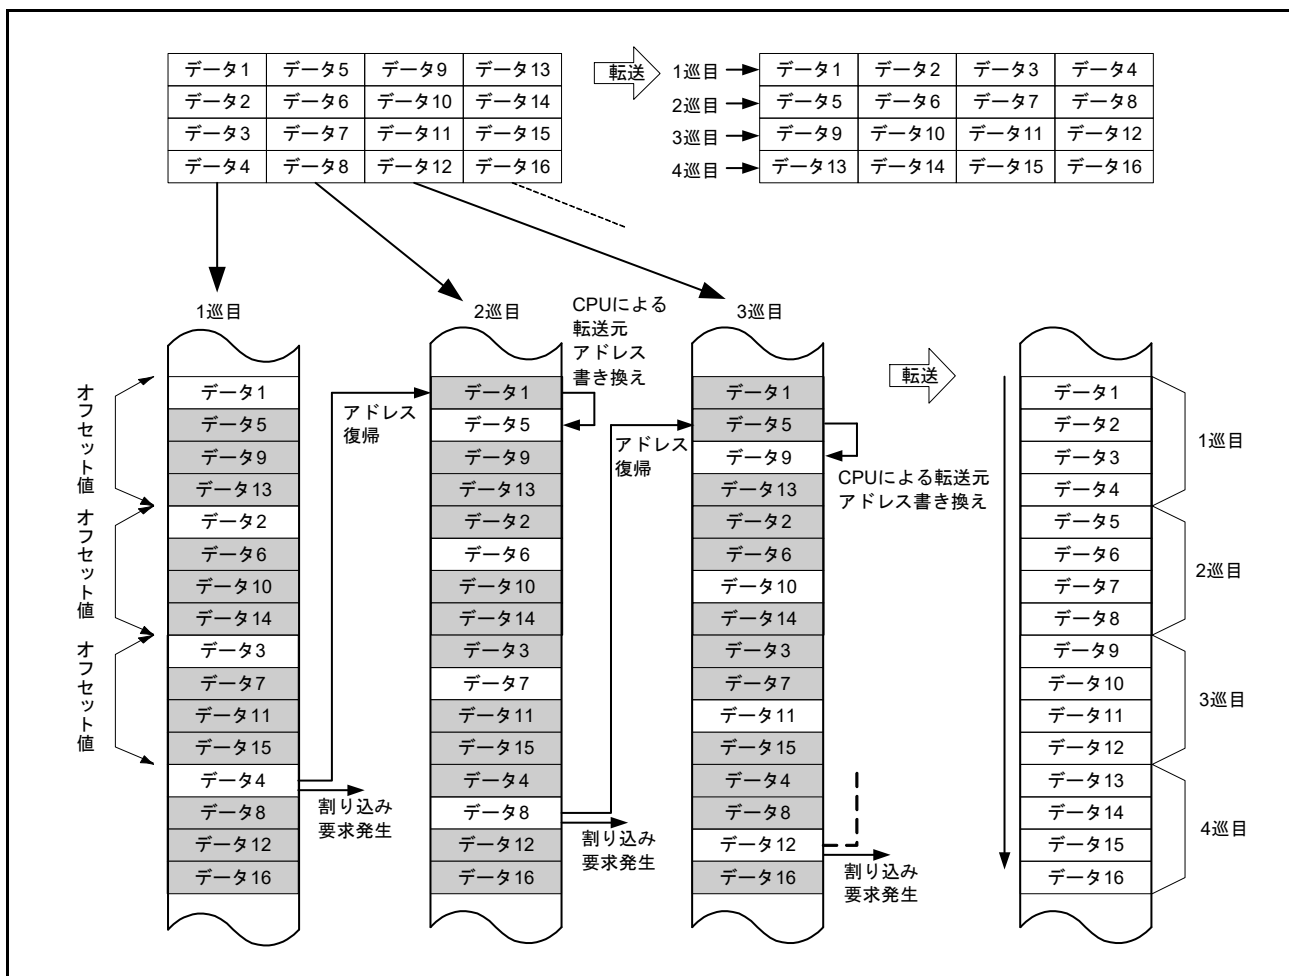 データ1 データ5 データ9 データ13
データ2 データ6 データ10 データ14
データ3 データ7 データ11 データ15
データ4 データ8 データ12 データ16
転送
1巡目 データ1 データ2 データ3 データ4
2巡目 データ5 データ6 データ7 データ8
3巡目 データ9 データ10 データ11 データ12
4巡目 データ13 データ14 データ15 データ16
1巡目
オフセット値
オフセット値
オフセット値
データ1
データ5
データ9
データ13
データ2
データ6
データ10
データ14
データ3
データ7
データ11
データ15
データ4
データ8
データ12
データ16
アドレス
復帰
割り込み
要求発生
2巡目
CPUによる
転送元
アドレス
書き換え
データ1
データ5
データ9
データ13
データ2
データ6
データ10
データ14
データ3
データ7
データ11
データ15
データ4
データ8
データ12
データ16
アドレス
復帰
割り込み
要求発生
3巡目
データ1
データ5
データ9
データ13
データ2
データ6
データ10
データ14
データ3
データ7
データ11
データ15
データ4
データ8
データ12
データ16
CPUによる転送元
アドレス書き換え
割り込み
要求発生
転送
データ1
データ2
データ3
データ4
データ5
データ6
データ7
データ8
データ9
データ10
データ11
データ12
データ13
データ14
データ15
データ16
1巡目
2巡目
3巡目
4巡目